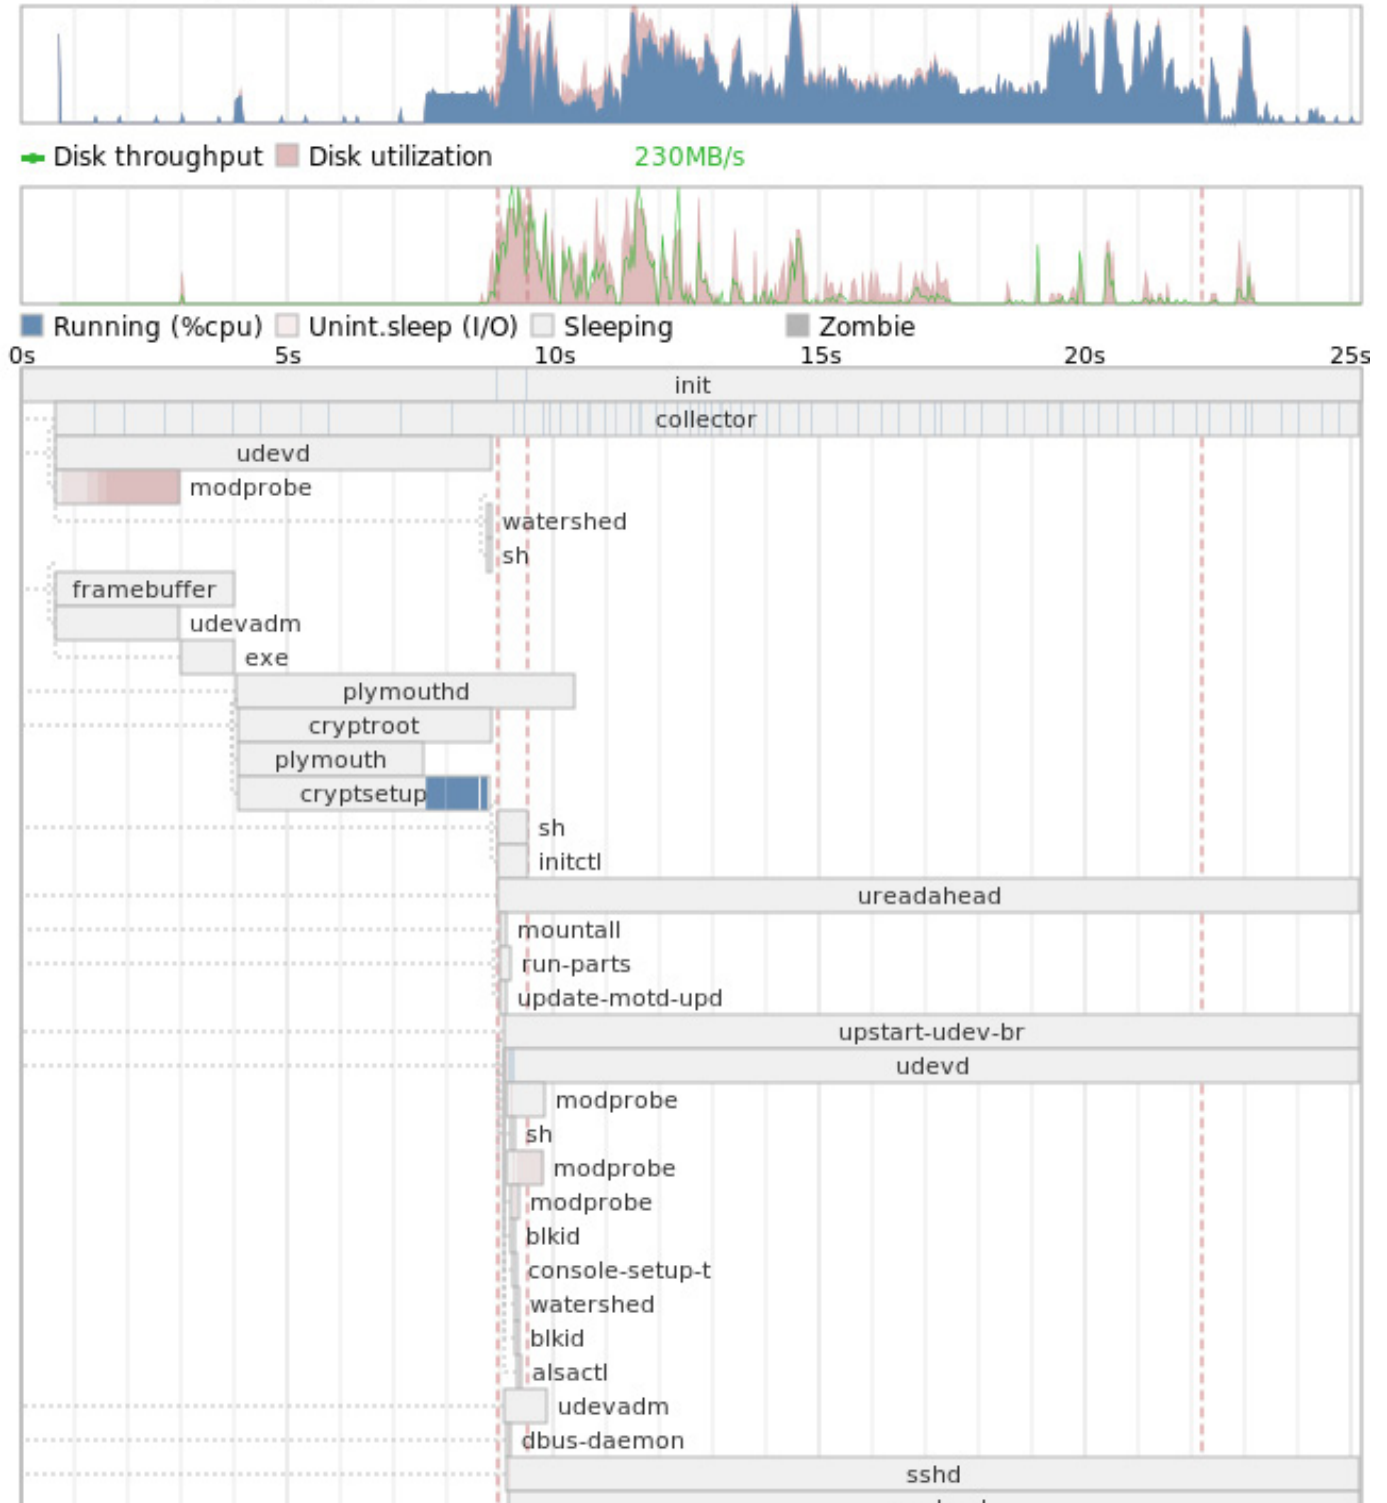 Disk throughput Disk utilization 230MB/s
Running (%cpu) Unint.sleep (I/O) Sleeping Zombie
0s 5s 10s 15s 20s 25s
init
collector
udevd
modprobe
watershed
sh
framebuffer
udevadm
exe
plymouthd
cryptroot
plymouth
cryptsetup
sh
initctl
ureadahead
mountall
run-parts
update-motd-upd
upstart-udev-br
udevd
modprobe
sh
modprobe
modprobe
blkid
console-setup-t
watershed
blkid
alsactl
udevadm
dbus-daemon
sshd